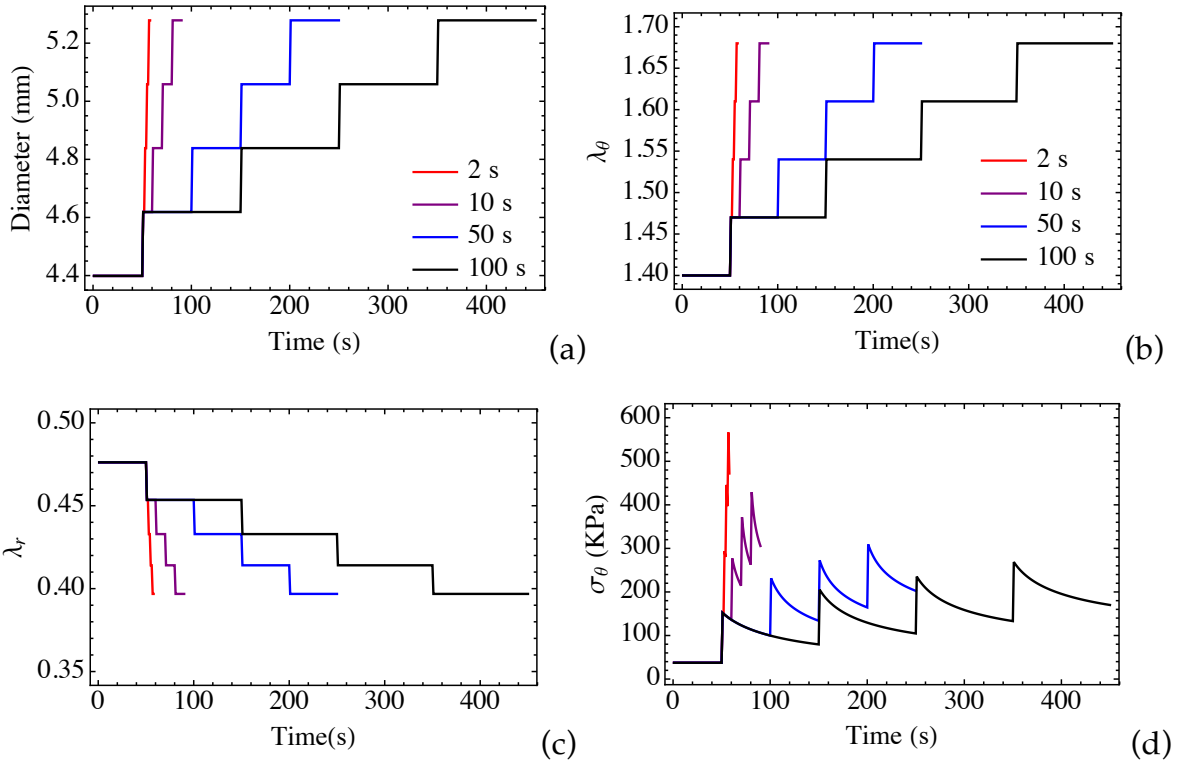 5.2
5.0
4.8
4.6
4.4
Diameter (mm)
2 s
10 s
50 s
100 s
0 100 200 300 400
Time (s)
(a)
1.70
1.65
1.60
1.55
1.50
1.45
1.40
λθ
2 s
10 s
50 s
100 s
0 100 200 300 400
Time(s)
(b)
0.50
0.45
0.40
0.35
λr
0 100 200 300 400
Time(s)
(c)
600
500
400
300
200
100
0
σθ (KPa)
0 100 200 300 400
Time (s)
(d)